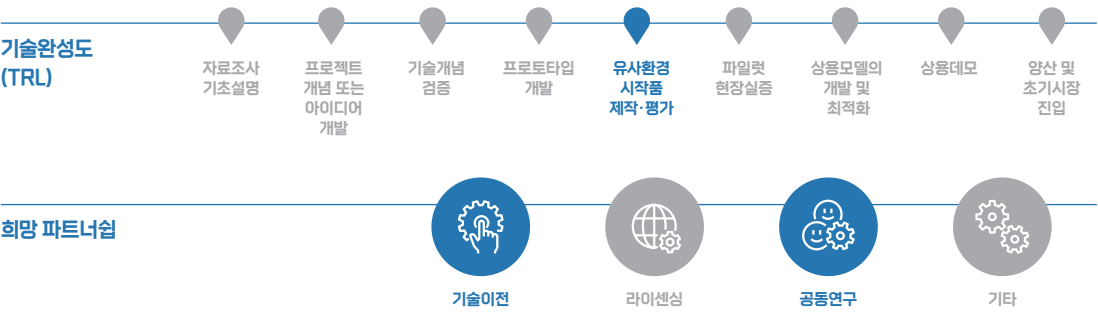 기술완성도
(TRL)
자료조사
기초설명
프로젝트
개념 또는
아이디어
개발
기술개념
검증
프로토타입
개발
유사환경
시작품
제작·평가
파일럿
현장실증
상용모델의
개발 및
최적화
상용데모
양산 및
초기시장
진입
희망 파트너쉽
기술이전
라이센싱
공동연구
기타